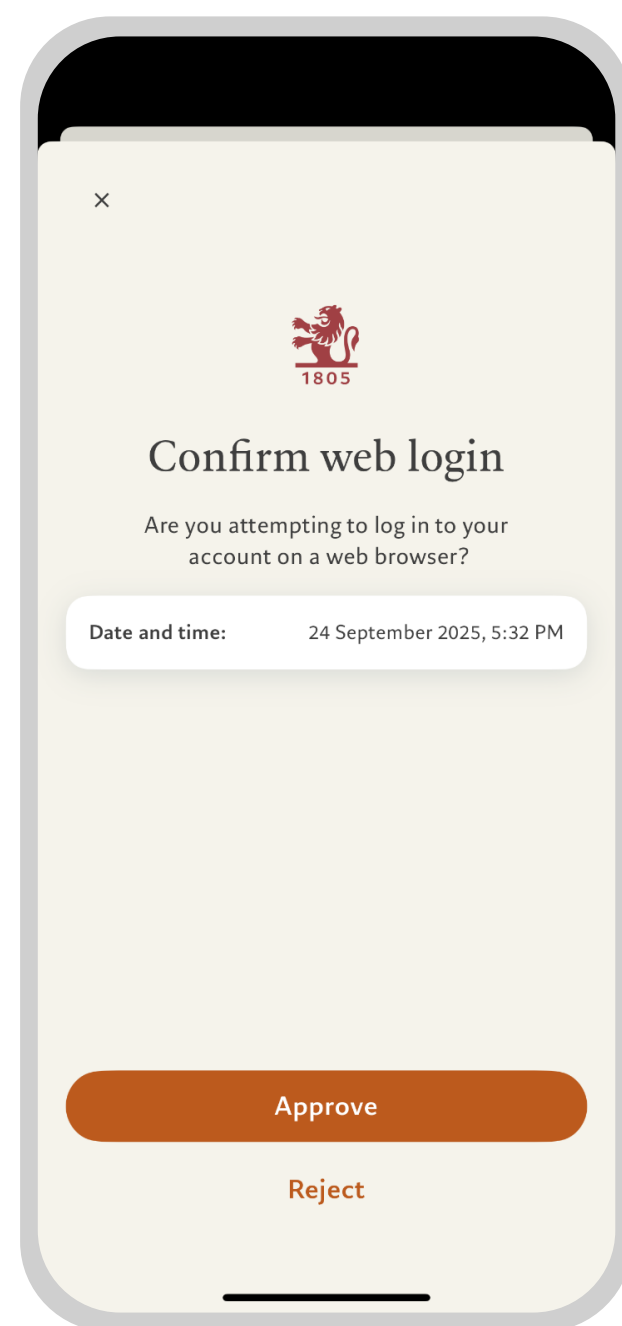 1805
Confirm web login
Are you attempting to log in to your
account on a web browser?
Date and time: 24 September 2025, 5:32 PM
Approve
Reject